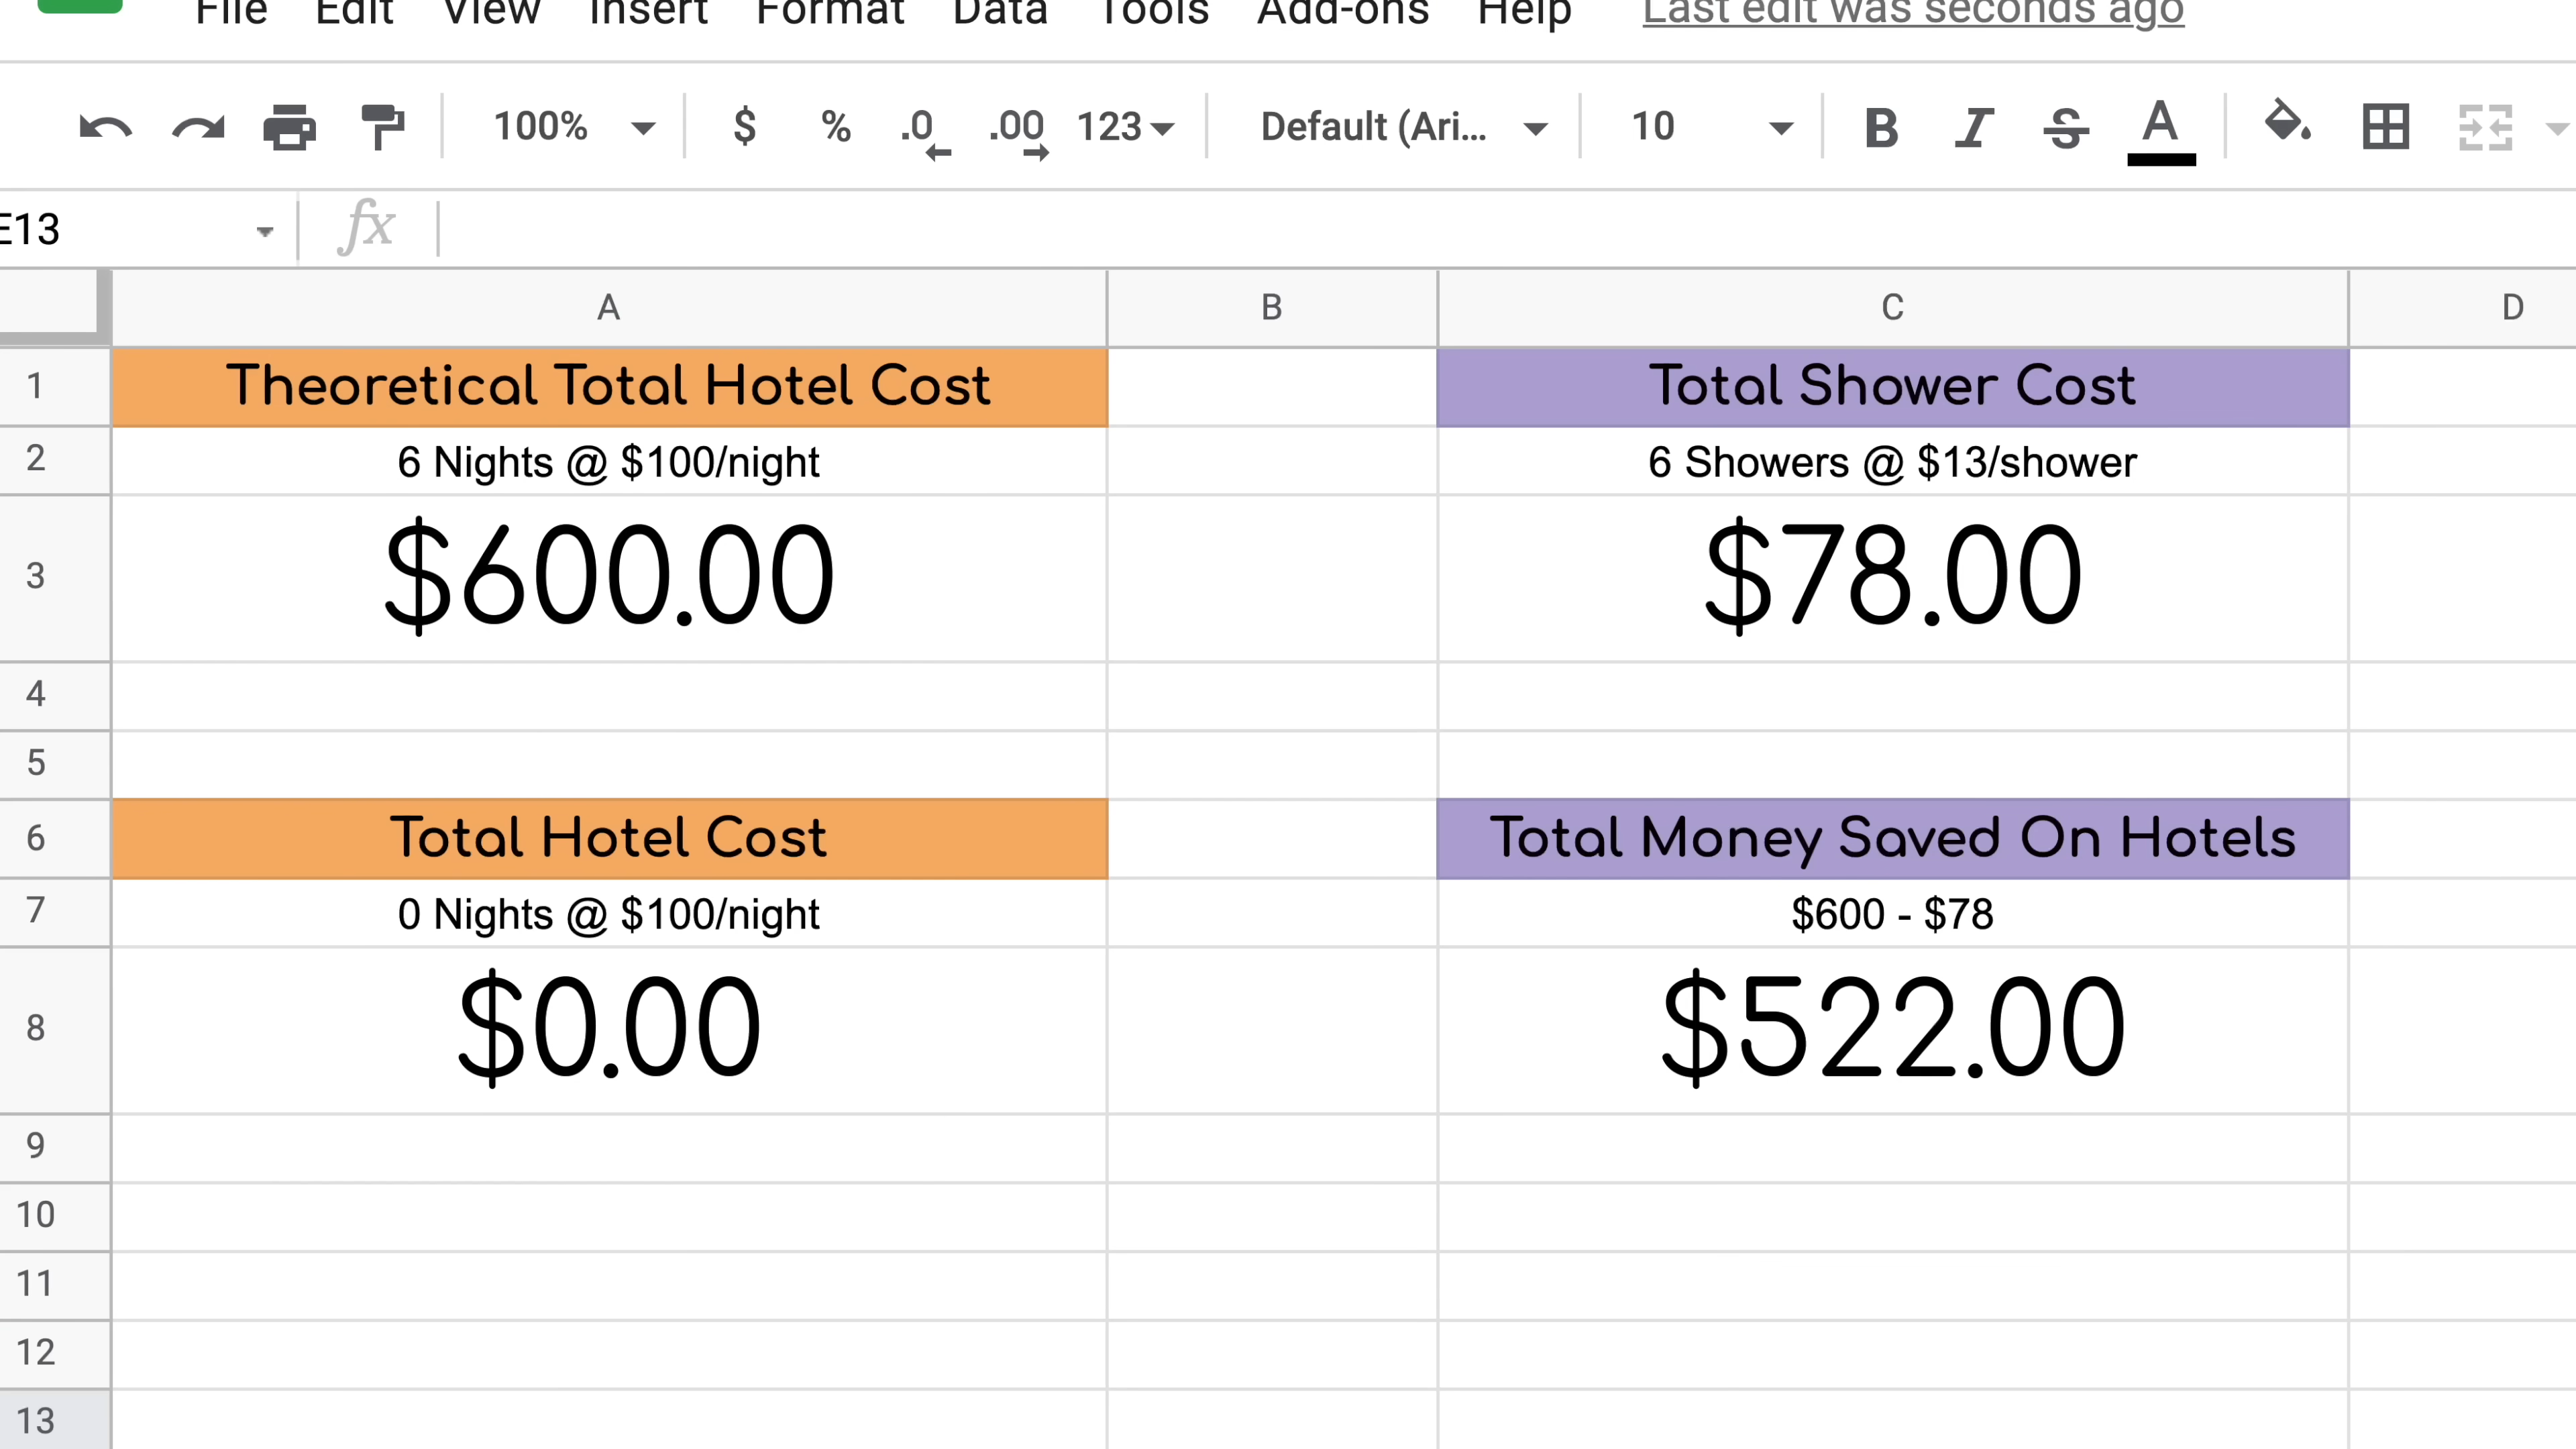 File Edit View Insert Format Data Tools Add-ons Help Last edit was seconds ago
100% $ % .0 .00 123 Default (Ari... 10 B I S A
E13 fx
A B C D
1 Theoretical Total Hotel Cost Total Shower Cost
2 6 Nights @ $100/night 6 Showers @ $13/shower
3 $600.00 $78.00
4
5
6 Total Hotel Cost Total Money Saved On Hotels
7 0 Nights @ $100/night $600 - $78
8 $0.00 $522.00
9
10
11
12
13